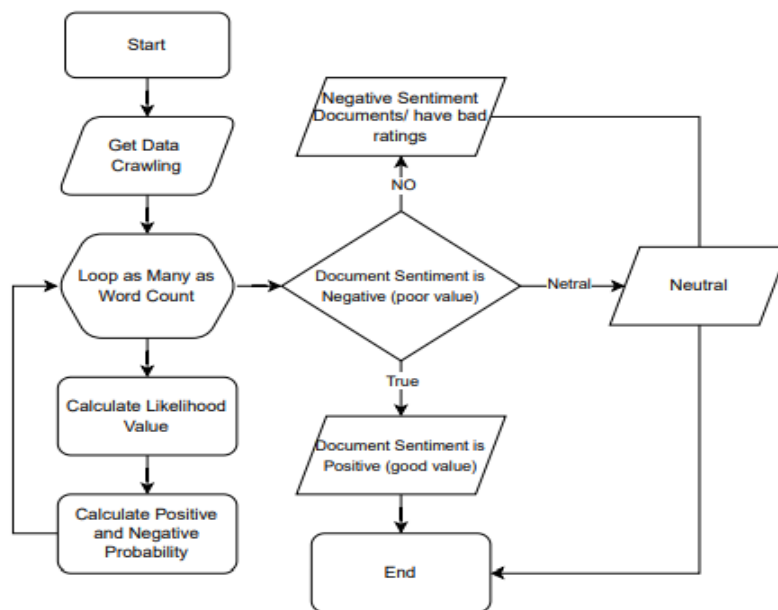 Start
Get Data
Crawling
Loop as Many as
Word Count
Calculate Likelihood
Value
Calculate Positive
and Negative
Probability
Negative Sentiment
Documents/ have bad
ratings
NO
Document Sentiment is
Negative (poor value)
Netral
Neutral
True
Document Sentiment is
Positive (good value)
End